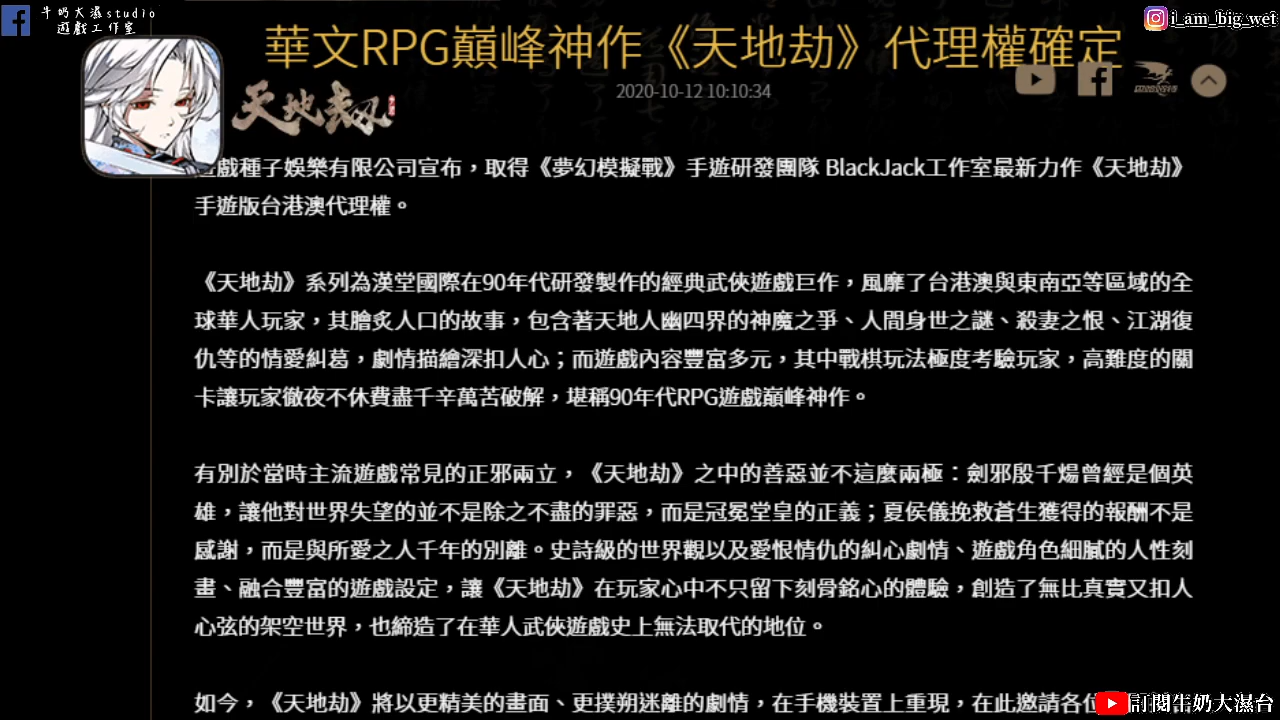 牛奶大濕studio
遊戲工作室
i_am_big_wet
華文RPG巔峰神作《天地劫》代理權確定
2020-10-12 10:10:34
天地劫
戲種子娛樂有限公司宣布，取得《夢幻模擬戰》手遊研發團隊 BlackJack工作室最新力作《天地劫》
手遊版台港澳代理權。
《天地劫》系列為漢堂國際在90年代研發製作的經典武俠遊戲巨作，風靡了台港澳與東南亞等區域的全
球華人玩家，其膾炙人口的故事，包含著天地人幽四界的神魔之爭、人間身世之謎、殺妻之恨、江湖復
仇等的情愛糾葛，劇情描繪深扣人心；而遊戲內容豐富多元，其中戰棋玩法極度考驗玩家，高難度的關
卡讓玩家徹夜不休費盡千辛萬苦破解，堪稱90年代RPG遊戲巔峰神作。
有別於當時主流遊戲常見的正邪兩立，《天地劫》之中的善惡並不這麼兩極：劍邪殷千煬曾經是個英
雄，讓他對世界失望的並不是除之不盡的罪惡，而是冠冕堂皇的正義；夏侯儀挽救蒼生獲得的報酬不是
感謝，而是與所愛之人千年的別離。史詩級的世界觀以及愛恨情仇的糾心劇情、遊戲角色細膩的人性刻
畫、融合豐富的遊戲設定，讓《天地劫》在玩家心中不只留下刻骨銘心的體驗，創造了無比真實又扣人
心弦的架空世界，也締造了在華人武俠遊戲史上無法取代的地位。
如今，《天地劫》將以更精美的畫面、更撲朔迷離的劇情，在手機裝置上重現，在此邀請各位
訂閱牛奶大濕台